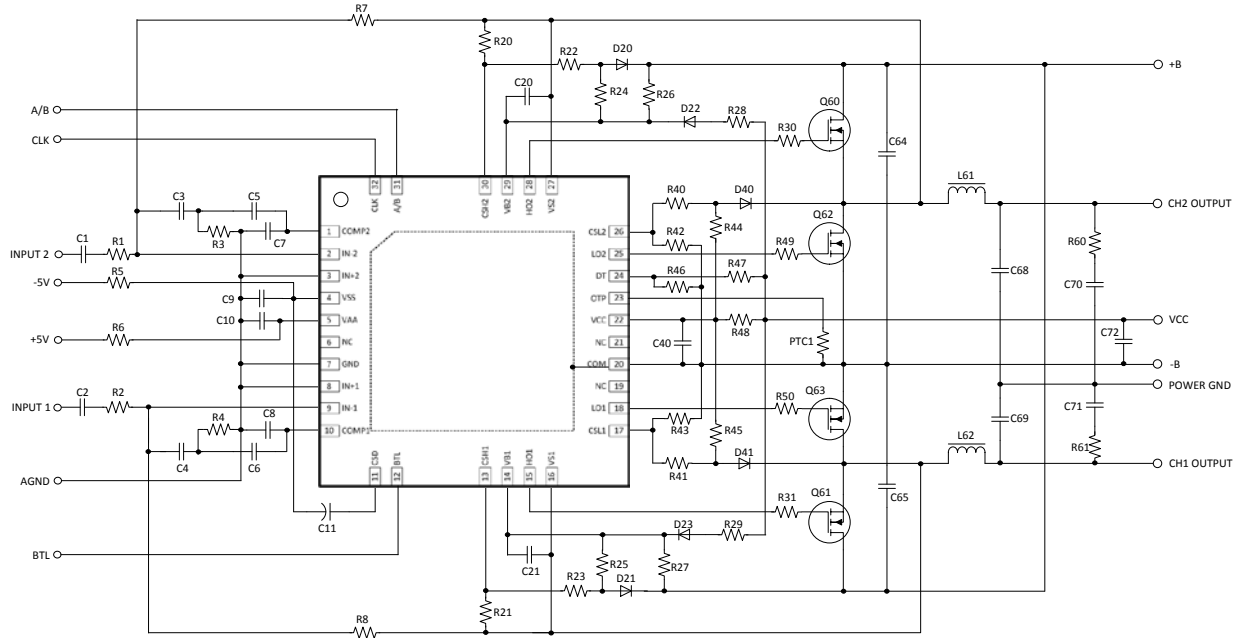 R7
R20
R22
D20
+B
C20
R24
R26
D22
R28
Q60
A/B
R30
C64
CLK
32
31
30
29
28
27
CLK
A/B
CSH2
VB2
HO2
VS2
L61
C3
C5
R40
D40
CH2 OUTPUT
R3
C7
1 COMP2
CSL2 26
R44
Q62
C1
R1
R42
R60
INPUT 2
2 IN-2
LO2 25
R49
R5
R46
R47
C68
-5V
3 IN+2
DT 24
C70
C9
4 VSS
OTP 23
R6
C10
5 VAA
VCC 22
R48
VCC
+5V
6 NC
NC 21
C40
PTC1
C72
7 GND
COM 20
-B
8 IN+1
NC 19
POWER GND
C2
R2
Q63
INPUT 1
9 IN-1
LO1 18
R50
C71
R4
C8
R43
C69
10 COMP1
CSL1 17
R45
L62
R61
C4
C6
R41
D41
CH1 OUTPUT
CSD
BTL
CSH1
VB1
HO1
VS1
11
12
13
14
15
16
AGND
C65
R31
Q61
C11
D23
R29
BTL
C21
R25
R27
R23
D21
R21
R8